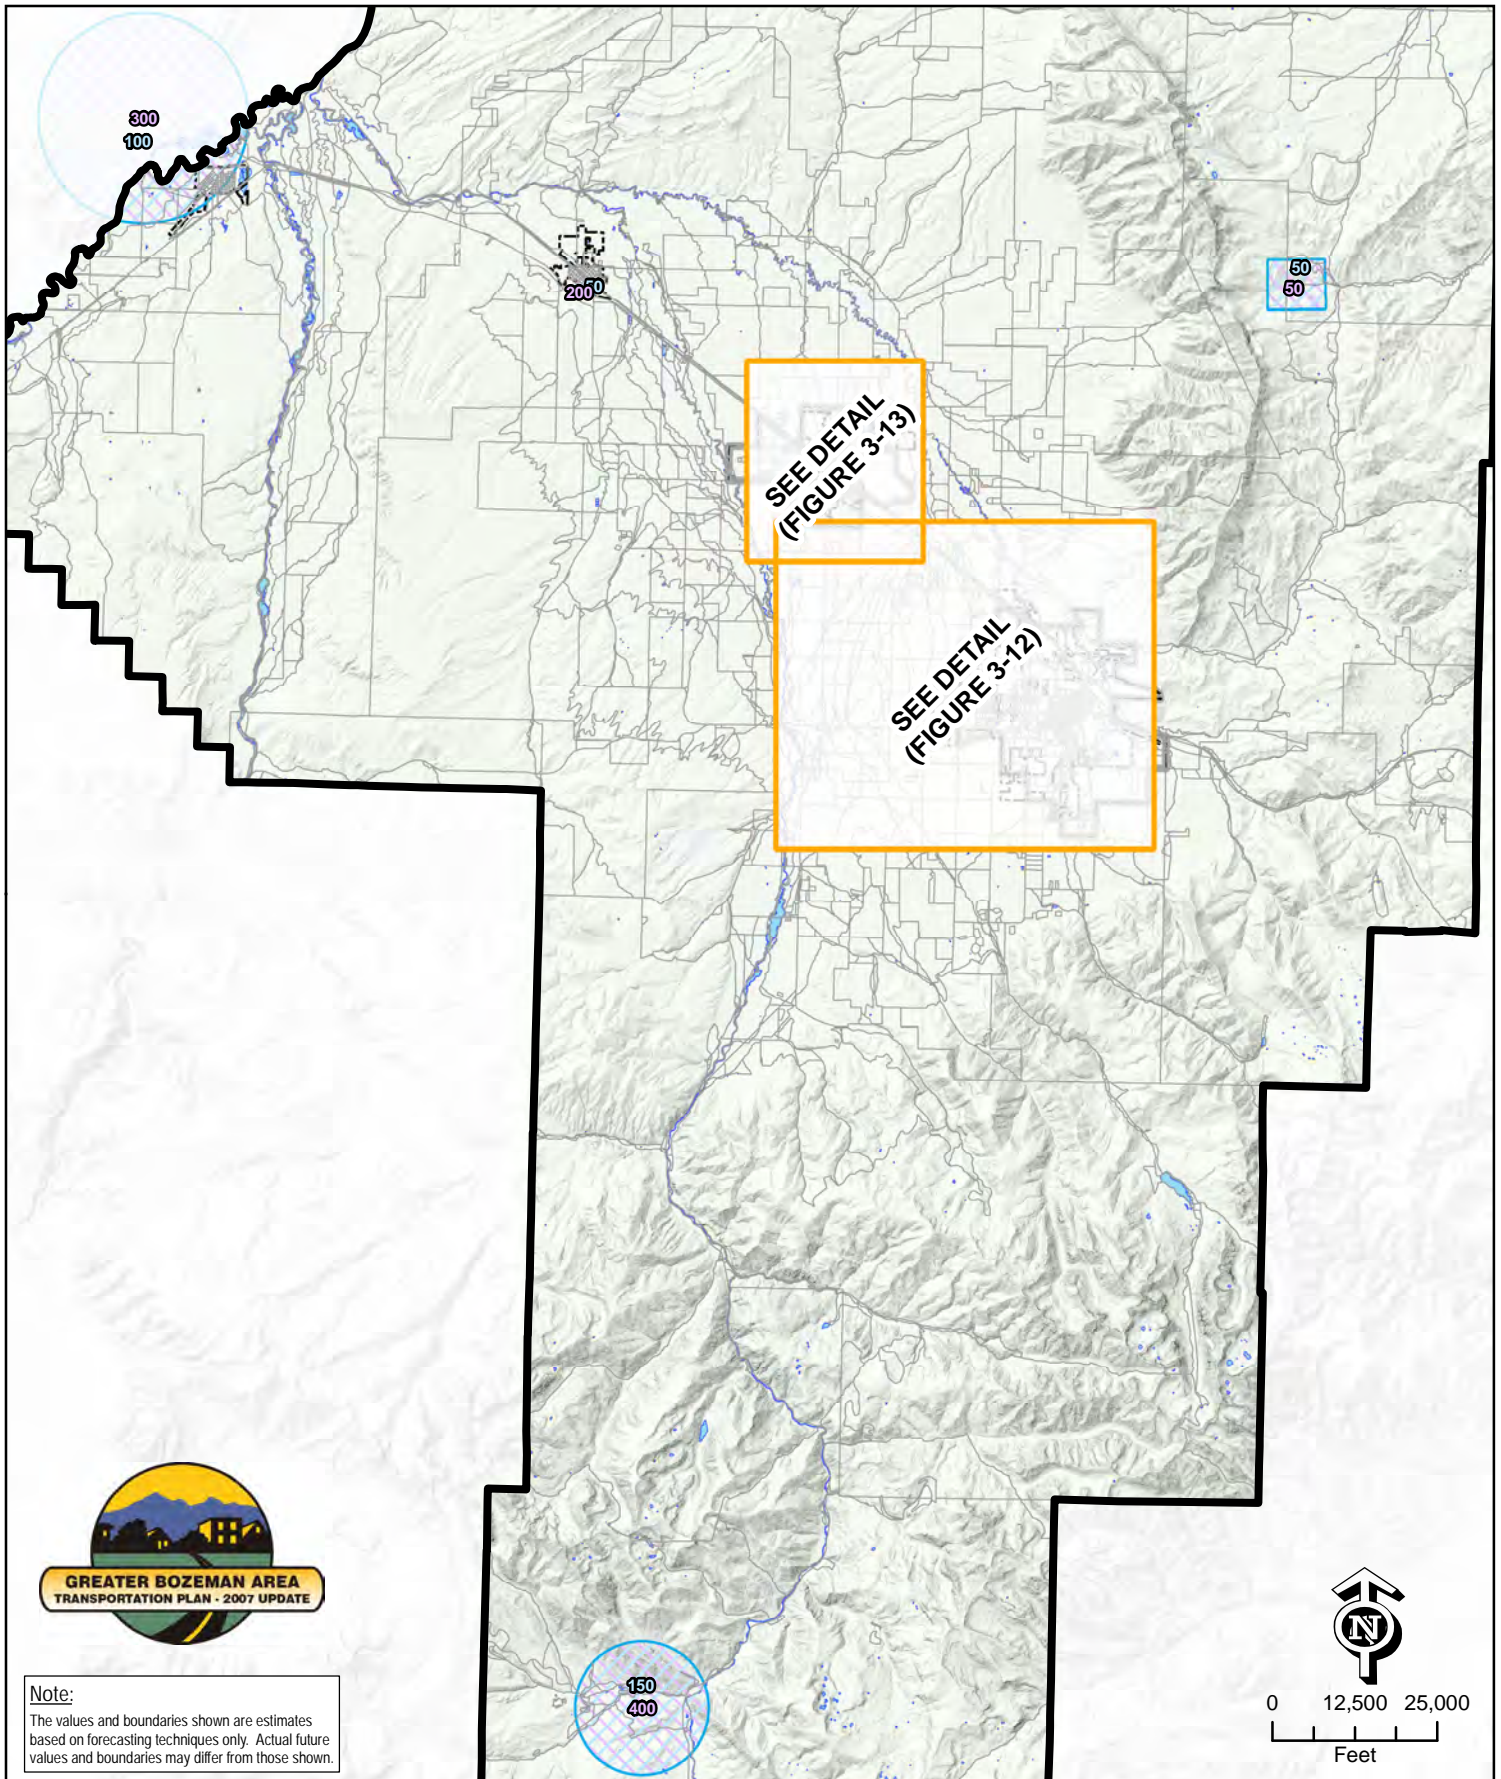 300
100
50
200
50
50
SEE DETAIL
(FIGURE 3-13)
SEE DETAIL
(FIGURE 3-12)
GREATER BOZEMAN AREA
TRANSPORTATION PLAN - 2007 UPDATE
Note:
The values and boundaries shown are estimates
based on forecasting techniques only. Actual future
values and boundaries may differ from those shown.
150
400
N
0 12,500 25,000
Feet